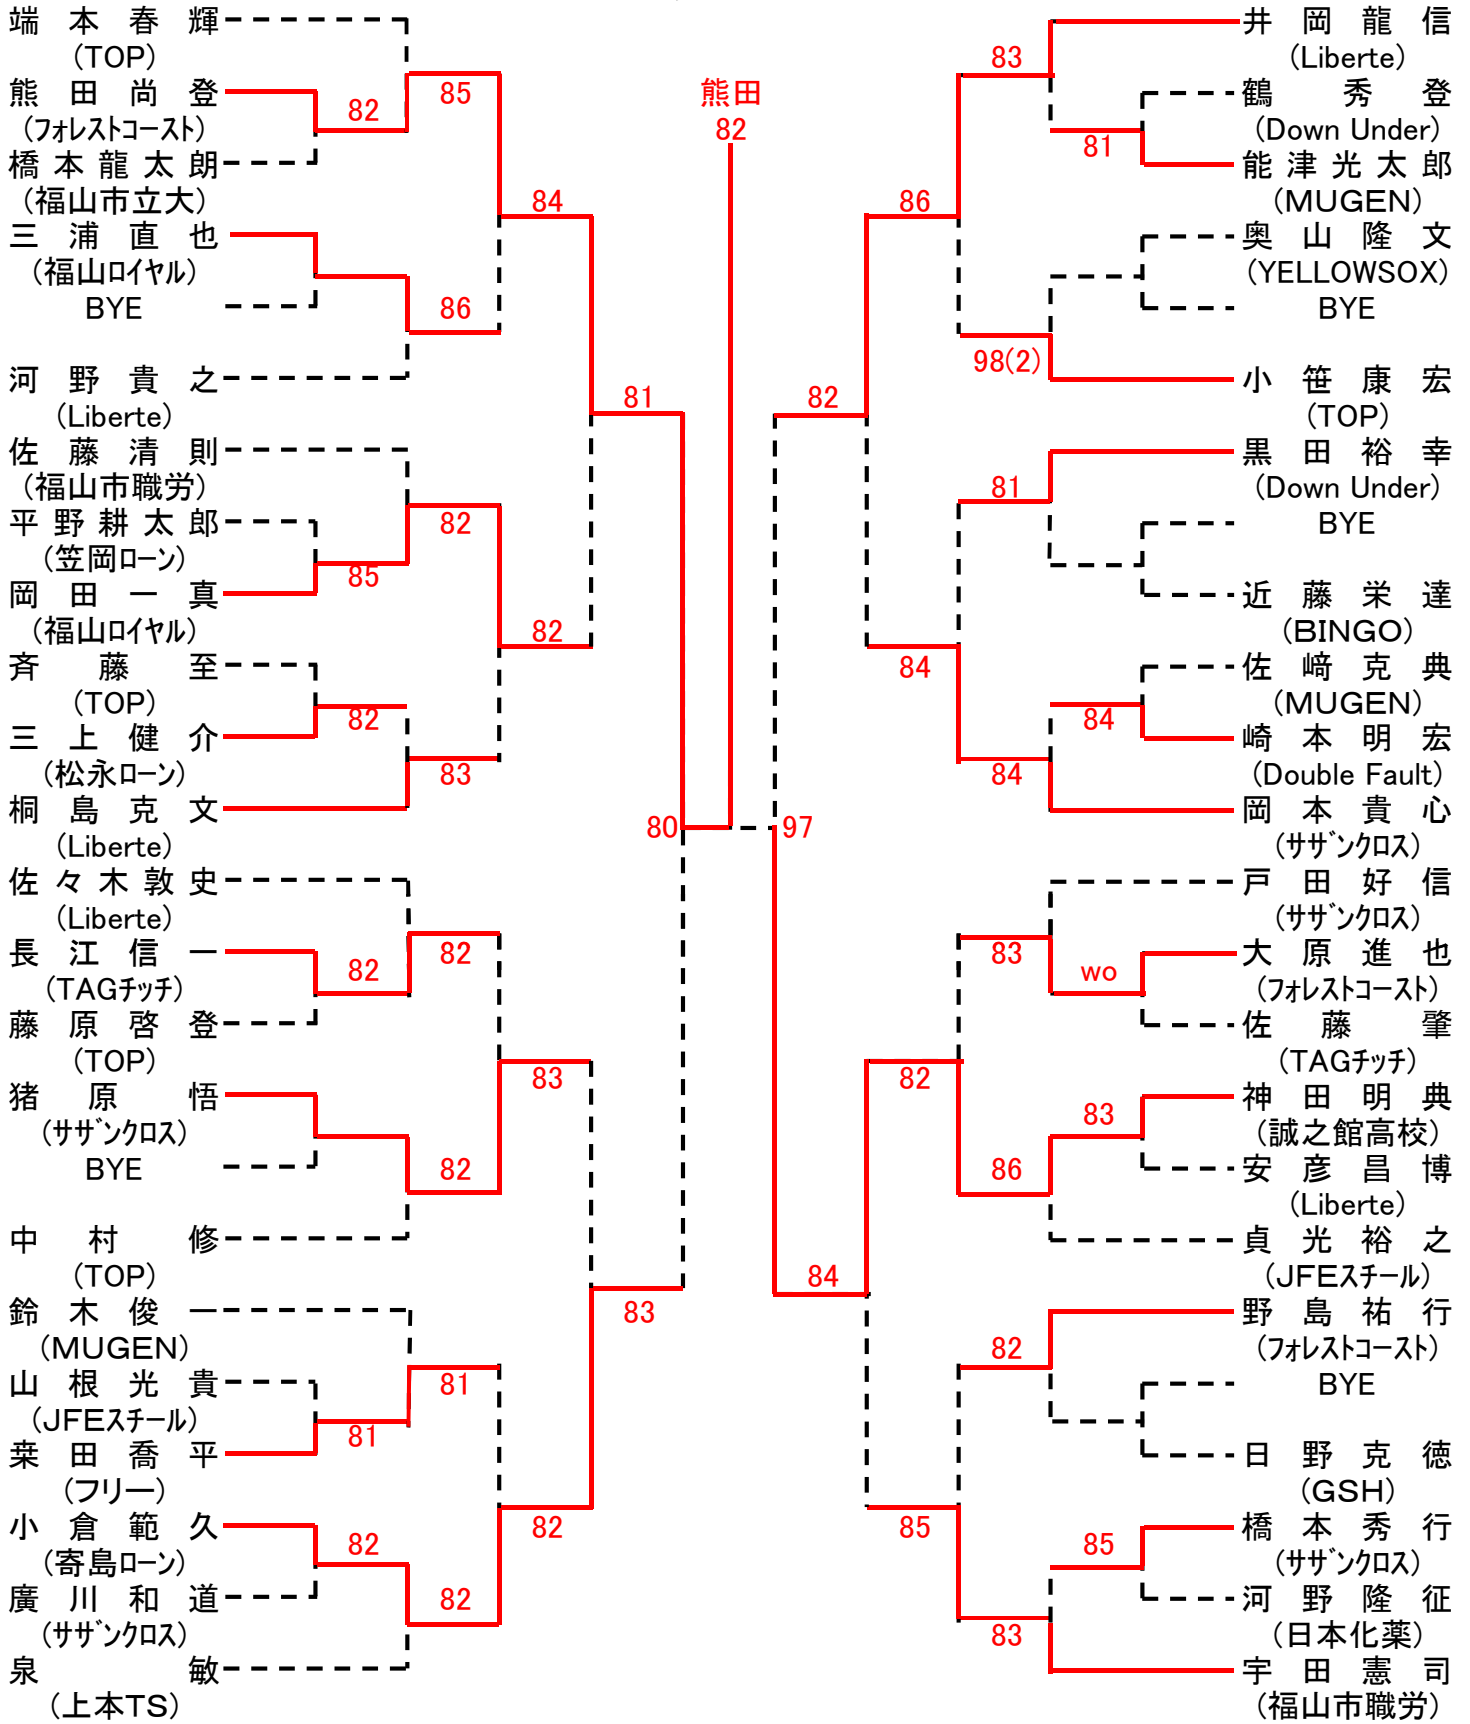 端本春輝
(TOP)
熊田尚登
(フォレストコースト)
橋本龍太朗
(福山市立大)
三浦直也
(福山ロイヤル)
BYE
河野貴之
(Liberte)
佐藤清則
(福山市職労)
平野耕太郎
(笠岡ローン)
岡田一真
(福山ロイヤル)
斉藤至
(TOP)
三上健介
(松永ローン)
桐島克文
(Liberte)
佐々木敦史
(Liberte)
長江信一
(TAGチッチ)
藤原啓登
(TOP)
猪原悟
(サザンクロス)
BYE
中村修
(TOP)
鈴木俊一
(MUGEN)
山根光貴
(JFEスチール)
桒田喬平
(フリー)
小倉範久
(寄島ローン)
廣川和道
(サザンクロス)
泉敏
(上本TS)
82
85
82
82
82
81
82
85
86
82
83
82
82
81
82
84
82
83
82
81
83
80
熊田
82
97
82
84
86
84
82
85
83
98(2)
81
84
83
86
82
83
81
84
wo
83
85
井岡龍信
(Liberte)
鶴秀登
(Down Under)
能津光太郎
(MUGEN)
奥山隆文
(YELLOWSOX)
BYE
小笹康宏
(TOP)
黒田裕幸
(Down Under)
BYE
近藤栄達
(BINGO)
佐﨑克典
(MUGEN)
崎本明宏
(Double Fault)
岡本貴心
(サザンクロス)
戸田好信
(サザンクロス)
大原進也
(フォレストコースト)
佐藤肇
(TAGチッチ)
神田明典
(誠之館高校)
安彦昌博
(Liberte)
貞光裕之
(JFEスチール)
野島祐行
(フォレストコースト)
BYE
日野克徳
(GSH)
橋本秀行
(サザンクロス)
河野隆征
(日本化薬)
宇田憲司
(福山市職労)